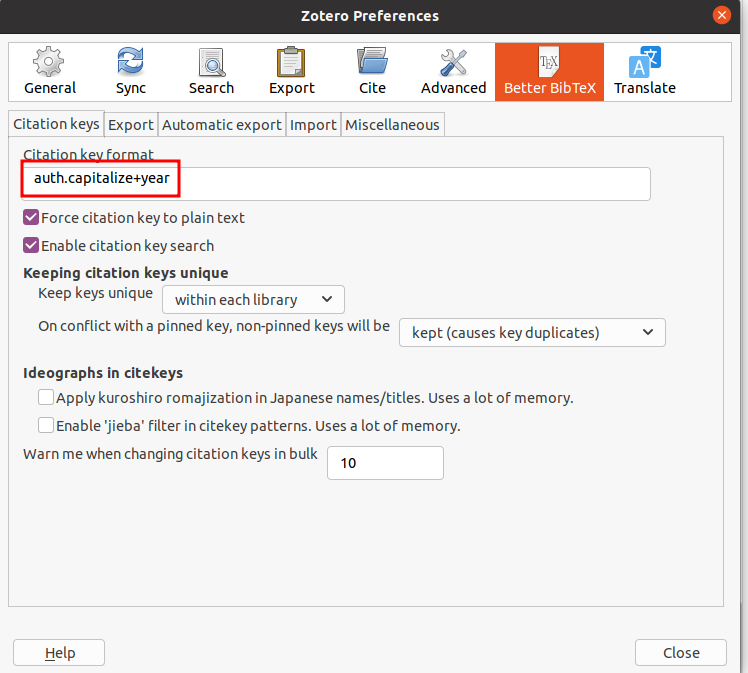 Zotero Preferences
General Sync Search Export Cite Advanced Better BibTeX Translate
Citation keys Export Automatic export Import Miscellaneous
Citation key format
auth.capitalize+year
Force citation key to plain text
Enable citation key search
Keeping citation keys unique
Keep keys unique within each library
On conflict with a pinned key, non-pinned keys will be kept (causes key duplicates)
Ideographs in citekeys
Apply kuroshiro romajization in Japanese names/titles. Uses a lot of memory.
Enable 'jieba' filter in citekey patterns. Uses a lot of memory.
Warn me when changing citation keys in bulk 10
Help Close